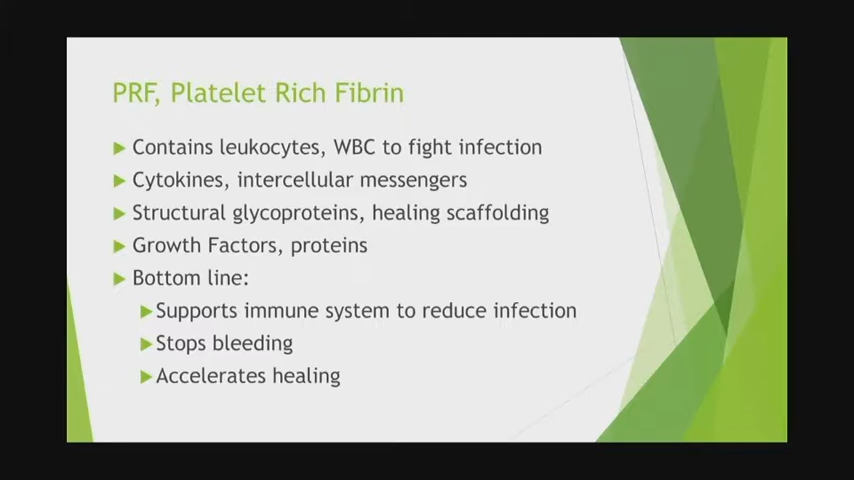 PRF, Platelet Rich Fibrin
Contains leukocytes, WBC to fight infection
Cytokines, intercellular messengers
Structural glycoproteins, healing scaffolding
Growth Factors, proteins
Bottom line:
Supports immune system to reduce infection
Stops bleeding
Accelerates healing